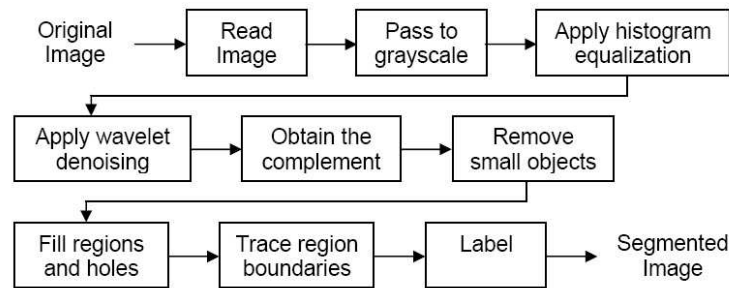 Original
Image
Read
Image
Pass to
grayscale
Apply histogram
equalization
Apply wavelet
denoising
Obtain the
complement
Remove
small objects
Fill regions
and holes
Trace region
boundaries
Label
Segmented
Image